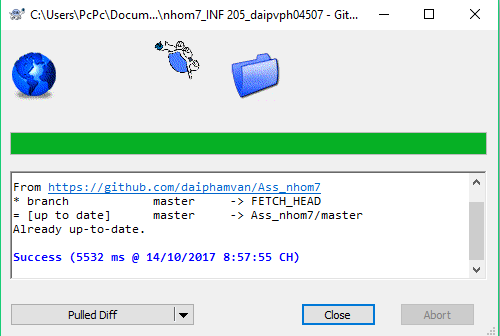 C:\Users\PcPc\Docum...\nhom7_INF 205_daipvph04507 - Git...
From https://github.com/daiphamvan/Ass_nhom7
* branch            master     -> FETCH_HEAD
= [up to date]      master     -> Ass_nhom7/master
Already up-to-date.
Success (5532 ms @ 14/10/2017 8:57:55 CH)
Pulled Diff Close Abort